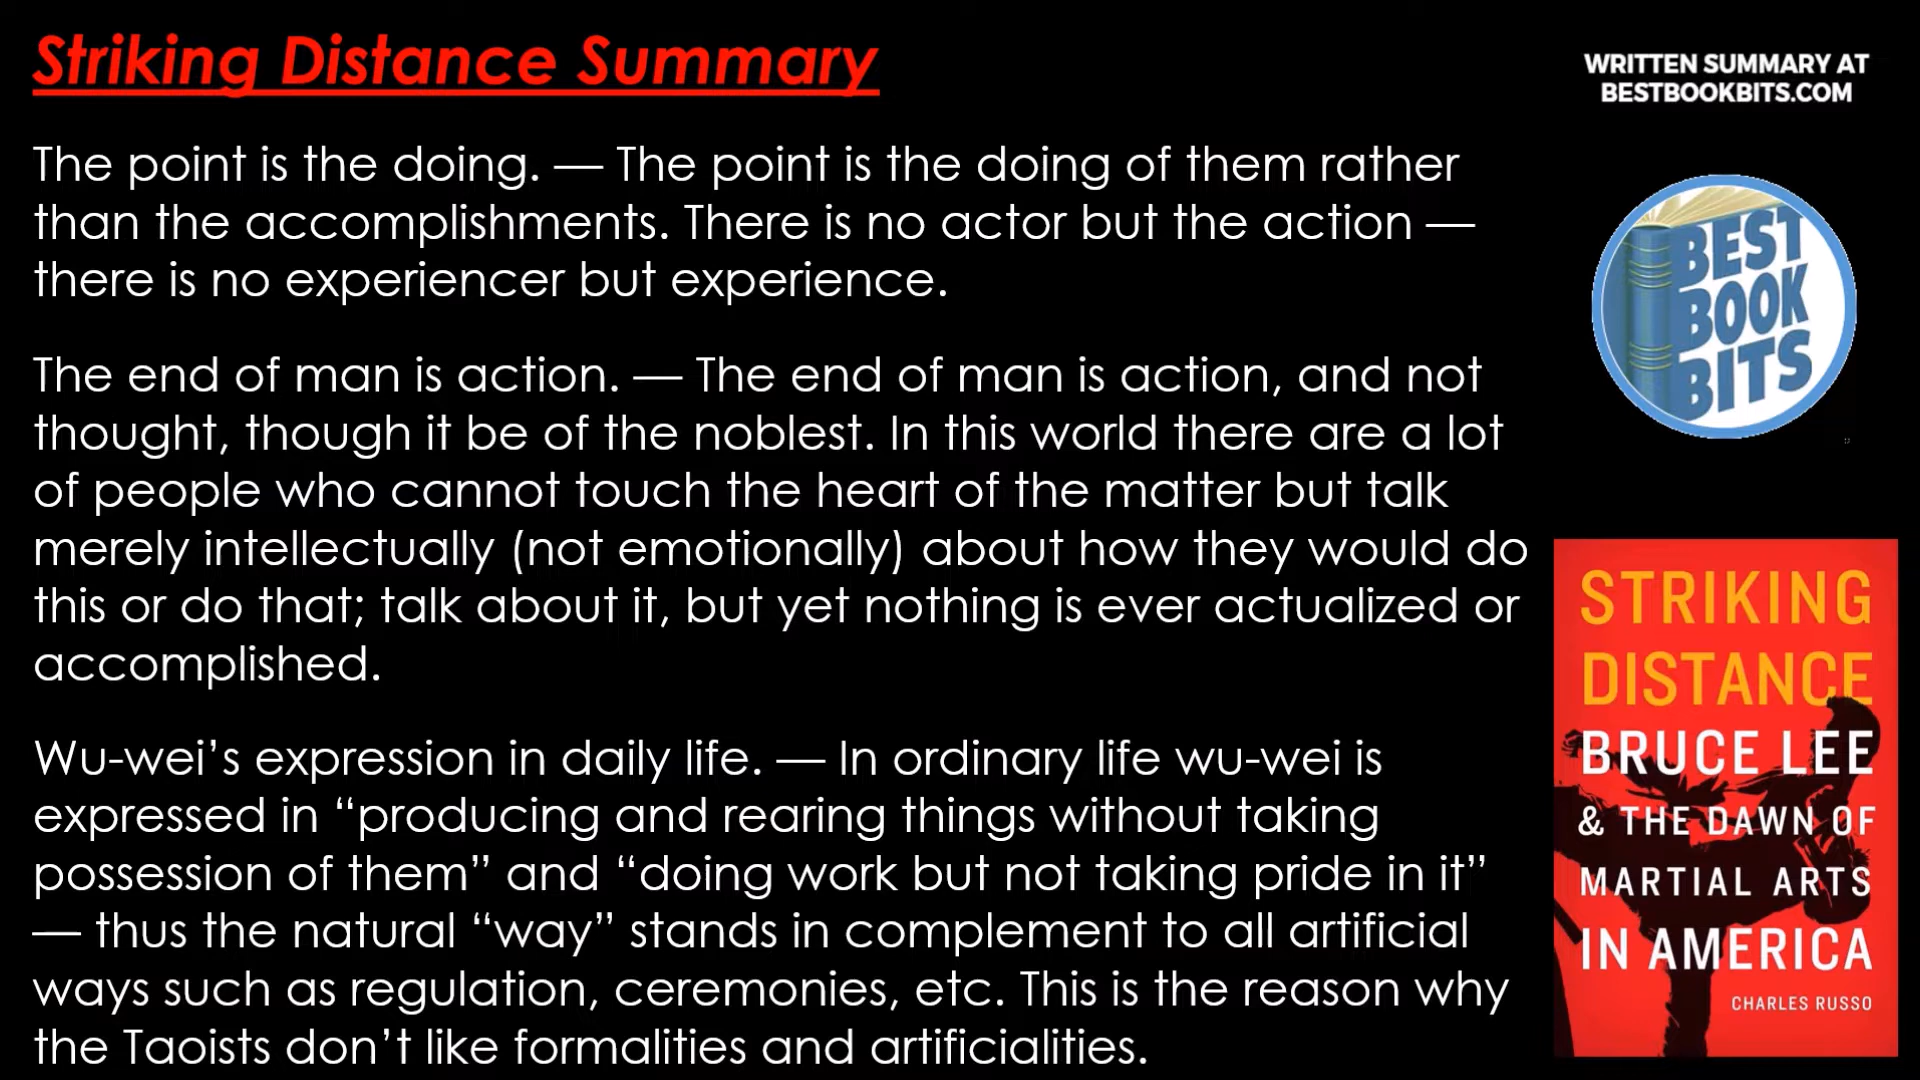 Striking Distance Summary
WRITTEN SUMMARY AT
BESTBOOKBITS.COM
The point is the doing. — The point is the doing of them rather
than the accomplishments. There is no actor but the action —
there is no experiencer but experience.
The end of man is action. — The end of man is action, and not
thought, though it be of the noblest. In this world there are a lot
of people who cannot touch the heart of the matter but talk
merely intellectually (not emotionally) about how they would do
this or do that; talk about it, but yet nothing is ever actualized or
accomplished.
Wu-wei’s expression in daily life. — In ordinary life wu-wei is
expressed in “producing and rearing things without taking
possession of them” and “doing work but not taking pride in it”
— thus the natural “way” stands in complement to all artificial
ways such as regulation, ceremonies, etc. This is the reason why
the Taoists don’t like formalities and artificialities.
BEST
BOOK
BITS
STRIKING
DISTANCE
BRUCE LEE
& THE DAWN OF
MARTIAL ARTS
IN AMERICA
CHARLES RUSSO